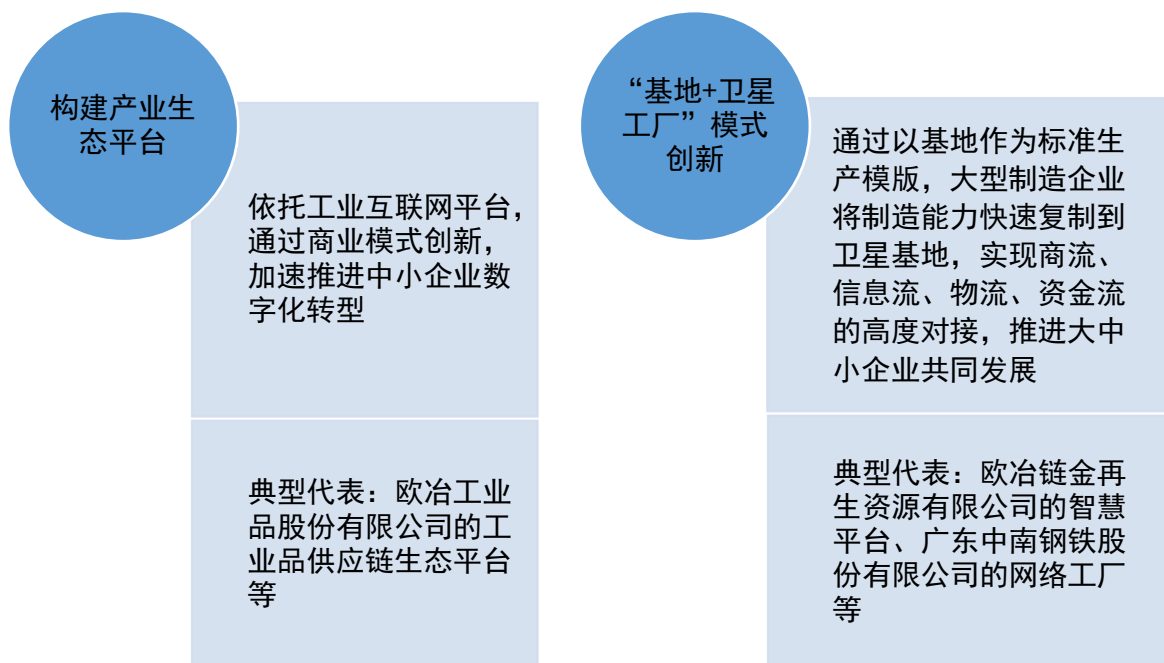 构建产业生
态平台
依托工业互联网平台，
通过商业模式创新，
加速推进中小企业数
字化转型
典型代表：欧冶工业
品股份有限公司的工
业品供应链生态平台
等
“基地+卫星
工厂”模式
创新
通过以基地作为标准生
产模版，大型制造企业
将制造能力快速复制到
卫星基地，实现商流、
信息流、物流、资金流
的高度对接，推进大中
小企业共同发展
典型代表：欧冶链金再
生资源有限公司的智慧
平台、广东中南钢铁股
份有限公司的网络工厂
等